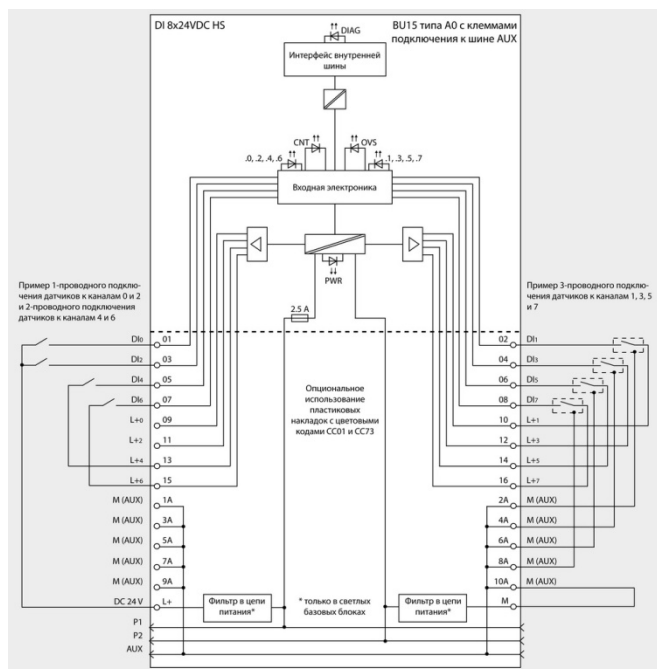 DI 8x24VDC HS
BU15 типа A0 с клеммами
подключения к шине AUX
DIAG
Интерфейс внутренней
шины
CNT
OVS
.0, .2, .4, .6
.1, .3, .5, .7
Входная электроника
PWR
2.5 A
Пример 1-проводного подклю-
чения датчиков к каналам 0 и 2
и 2-проводного подключения
датчиков к каналам 4 и 6
Пример 3-проводного подклю-
чения датчиков к каналам 1, 3, 5
и 7
DI0 01
DI2 03
DI4 05
DI6 07
L+0 09
L+2 11
L+4 13
L+6 15
M (AUX) 1A
M (AUX) 3A
M (AUX) 5A
M (AUX) 7A
M (AUX) 9A
DC 24 V L+
P1
P2
AUX
Опциональное
использование
пластиковых
накладок с цветовыми
кодами CC01 и CC73
02 DI1
04 DI3
06 DI5
08 DI7
10 L+1
12 L+3
14 L+5
16 L+7
2A M (AUX)
4A M (AUX)
6A M (AUX)
8A M (AUX)
10A M (AUX)
M
Фильтр в цепи
питания*
* только в светлых
базовых блоках
Фильтр в цепи
питания*